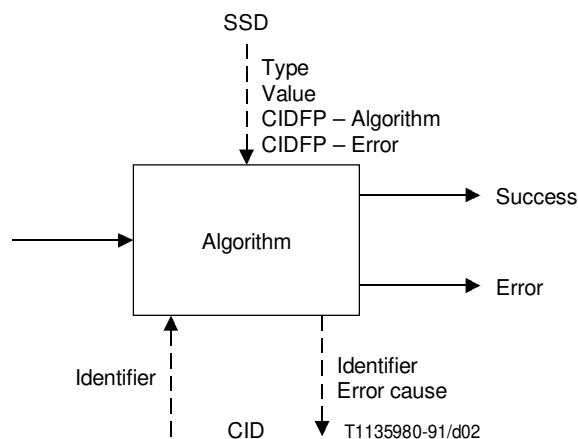 SSD
Type
Value
CIDFP – Algorithm
CIDFP – Error
Success
Algorithm
Error
Identifier
Identifier
Error cause
CID
T1135980-91/d02